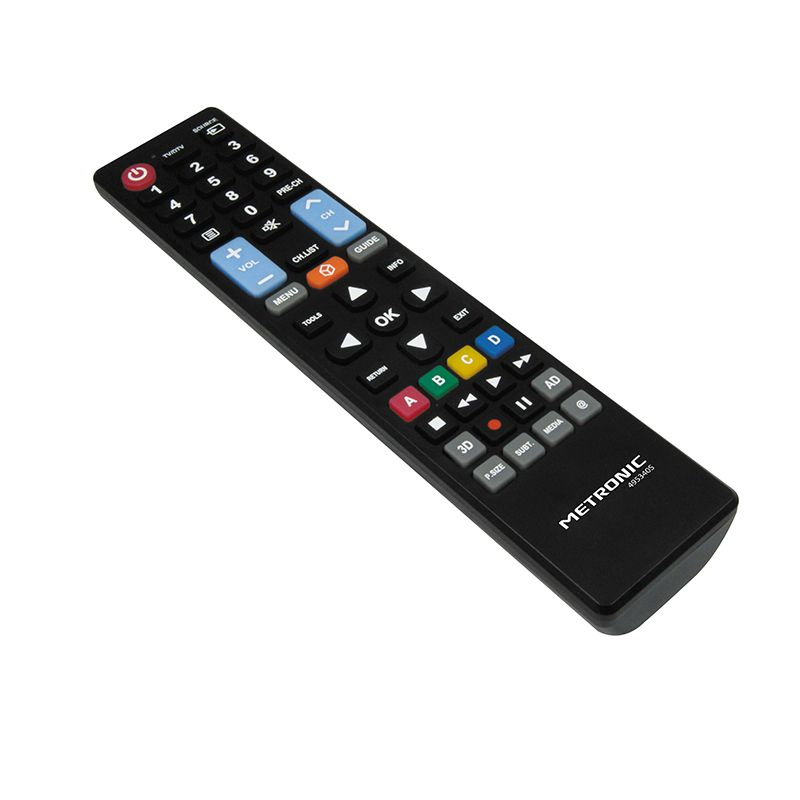 TV/DTV SOURCE
1 2 3
4 5 6
7 8 9
0 PRE-CH
+ VOL −
CH.LIST
CH
MENU
GUIDE
TOOLS
INFO
OK
RETURN
EXIT
A B C D
3D
AD
P.SIZE SUBT. MEDIA @
METRONIC
4953405